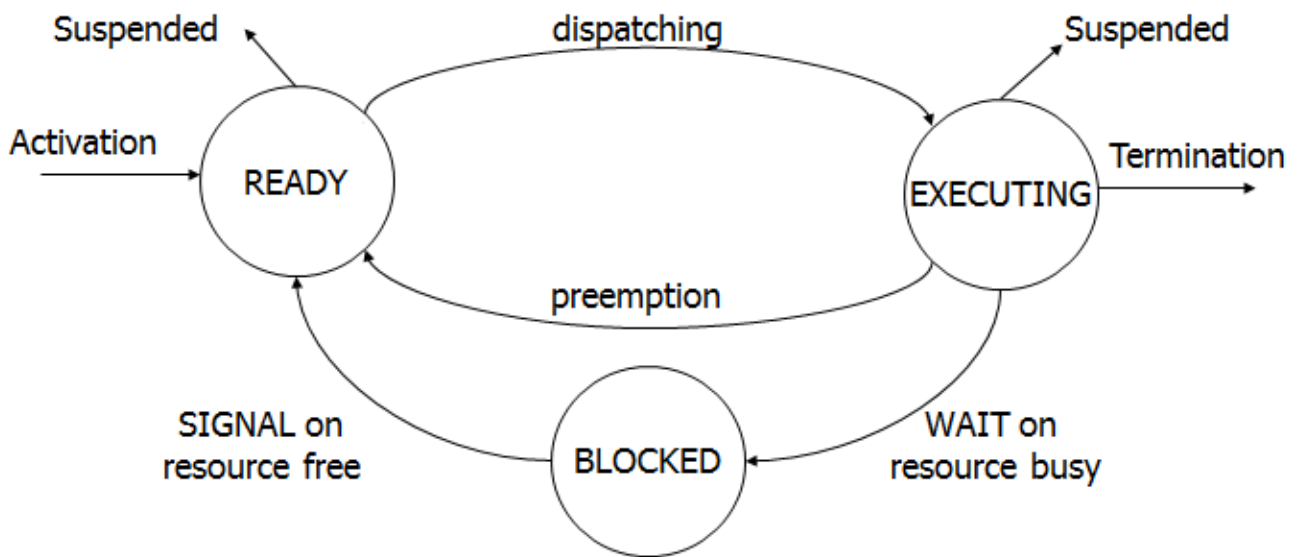 Suspended
dispatching
Suspended
Activation
Termination
READY
EXECUTING
preemption
SIGNAL on
resource free
BLOCKED
WAIT on
resource busy